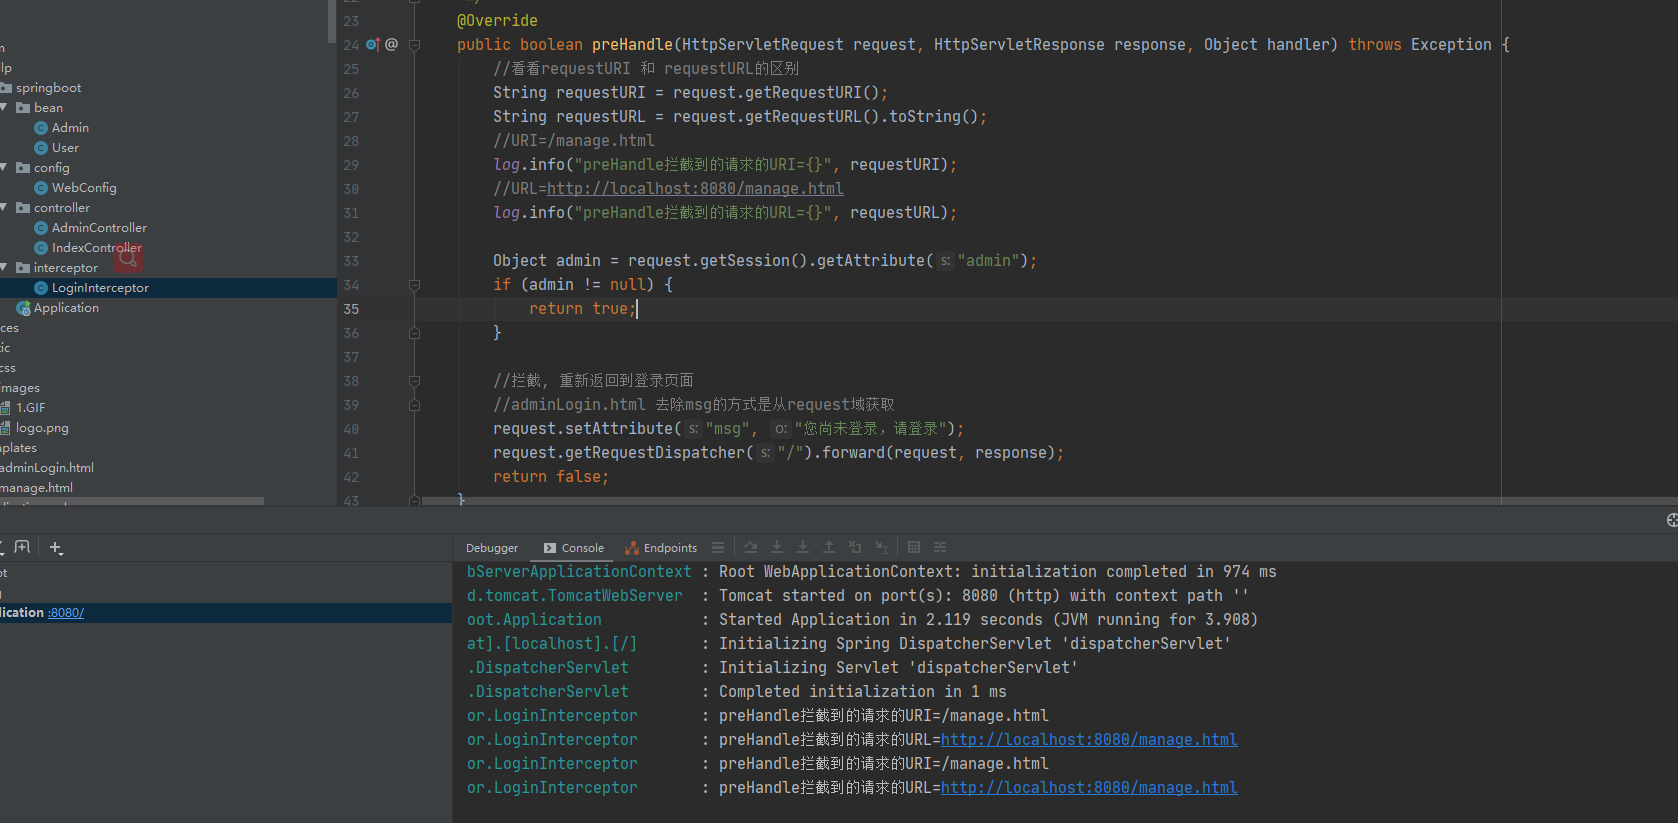 springboot
bean
Admin
User
config
WebConfig
controller
AdminController
IndexController
interceptor
LoginInterceptor
Application
ces
tic
css
images
1.GIF
logo.png
mplates
adminLogin.html
manage.html
23 @Override
24 @ public boolean preHandle(HttpServletRequest request, HttpServletResponse response, Object handler) throws Exception {
25 //看看requestURI 和 requestURL的区别
26 String requestURI = request.getRequestURI();
27 String requestURL = request.getRequestURL().toString();
28 //URI=/manage.html
29 log.info("preHandle拦截到的请求的URI={}", requestURI);
30 //URL=http://localhost:8080/manage.html
31 log.info("preHandle拦截到的请求的URL={}", requestURL);
32
33 Object admin = request.getSession().getAttribute( s: "admin");
34 if (admin != null) {
35 return true;
36 }
37
38 //拦截, 重新返回到登录页面
39 //adminLogin.html 去除msg的方式是从request域获取
40 request.setAttribute( s: "msg", o: "您尚未登录，请登录");
41 request.getRequestDispatcher( s: "/").forward(request, response);
42 return false;
43 }
Debugger Console Endpoints
lication :8080/
bServerApplicationContext : Root WebApplicationContext: initialization completed in 974 ms
d.tomcat.TomcatWebServer : Tomcat started on port(s): 8080 (http) with context path ''
oot.Application : Started Application in 2.119 seconds (JVM running for 3.908)
at].[localhost].[/] : Initializing Spring DispatcherServlet 'dispatcherServlet'
.DispatcherServlet : Initializing Servlet 'dispatcherServlet'
.DispatcherServlet : Completed initialization in 1 ms
or.LoginInterceptor : preHandle拦截到的请求的URI=/manage.html
or.LoginInterceptor : preHandle拦截到的请求的URL=http://localhost:8080/manage.html
or.LoginInterceptor : preHandle拦截到的请求的URI=/manage.html
or.LoginInterceptor : preHandle拦截到的请求的URL=http://localhost:8080/manage.html